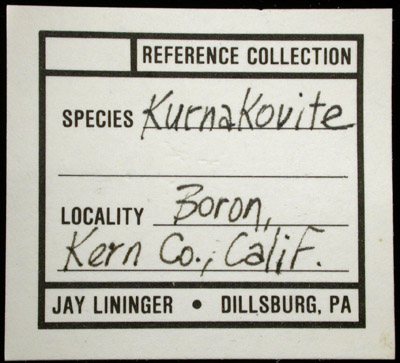 REFERENCE COLLECTION
SPECIES Kurnakovite
LOCALITY Boron,
Kern Co., Calif.
JAY LININGER • DILLSBURG, PA